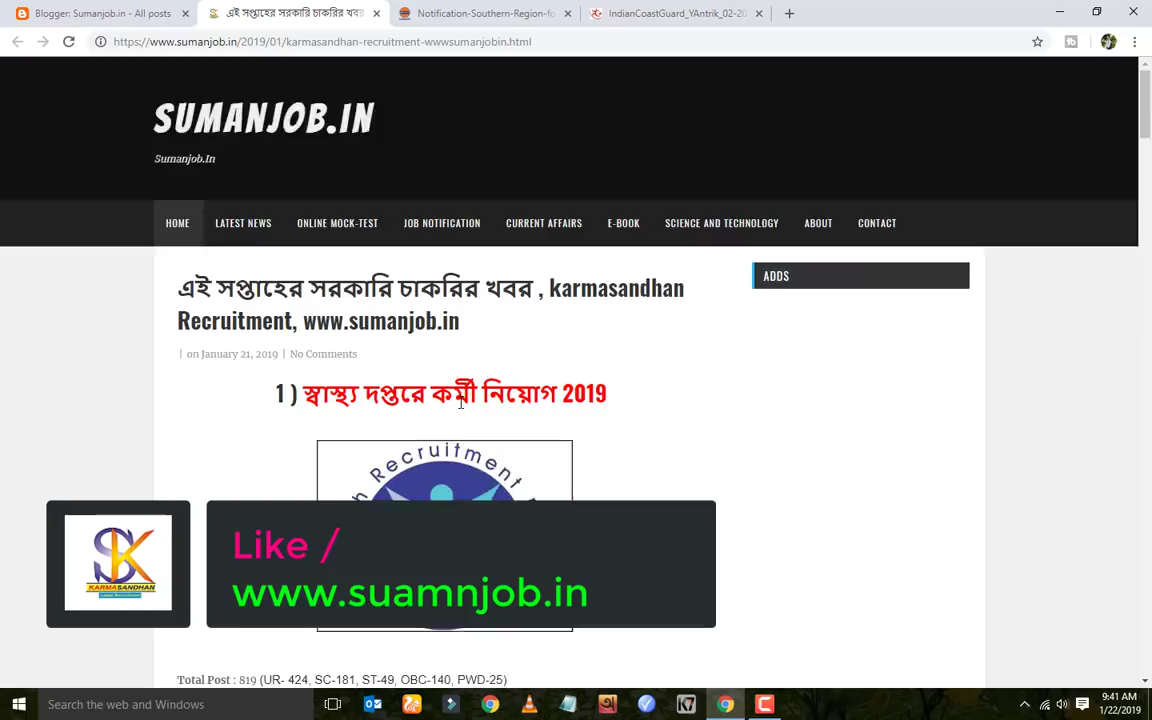 Blogger: Sumanjob.in - All posts
এই সপ্তাহের সরকারি চাকরির খবর
Notification-Southern-Region-fo
IndianCoastGuard_YAntrik_02-20
https://www.sumanjob.in/2019/01/karmasandhan-recruitment-wwwsumanjobin.html
SUMANJOB.IN
Sumanjob.In
HOME LATEST NEWS ONLINE MOCK-TEST JOB NOTIFICATION CURRENT AFFAIRS E-BOOK SCIENCE AND TECHNOLOGY ABOUT CONTACT
এই সপ্তাহের সরকারি চাকরির খবর , karmasandhan
Recruitment, www.sumanjob.in
ADDS
| on January 21, 2019 | No Comments
1 ) স্বাস্থ্য দপ্তরে কর্মী নিয়োগ 2019
Recruitment
SK
KARMASANDHAN
Like /
www.suamnjob.in
Total Post : 819 (UR- 424, SC-181, ST-49, OBC-140, PWD-25)
Search the web and Windows
9:41 AM
1/22/2019